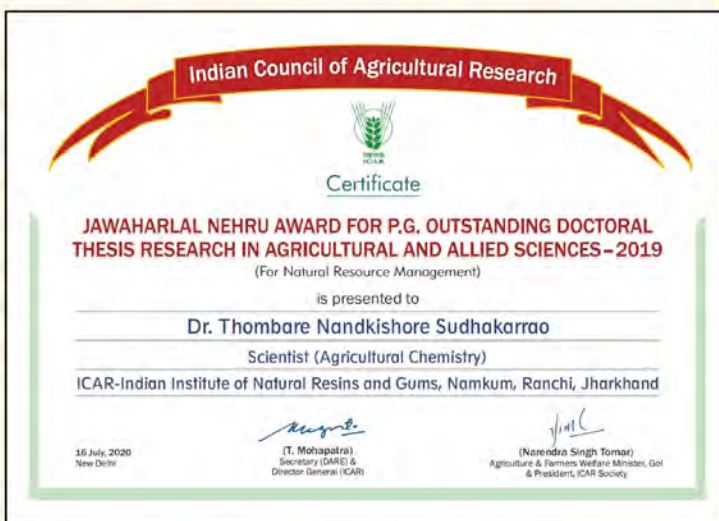 Indian Council of Agricultural Research
ICAR
Certificate
JAWAHARLAL NEHRU AWARD FOR P.G. OUTSTANDING DOCTORAL
THESIS RESEARCH IN AGRICULTURAL AND ALLIED SCIENCES–2019
(For Natural Resource Management)
is presented to
Dr. Thombare Nandkishore Sudhakarrao
Scientist (Agricultural Chemistry)
ICAR-Indian Institute of Natural Resins and Gums, Namkum, Ranchi, Jharkhand
16 July, 2020
New Delhi
(T. Mohapatra)
Secretary (DARE) &
Director General (ICAR)
(Narendra Singh Tomar)
Agriculture & Farmers Welfare Minister, GoI
& President, ICAR Society